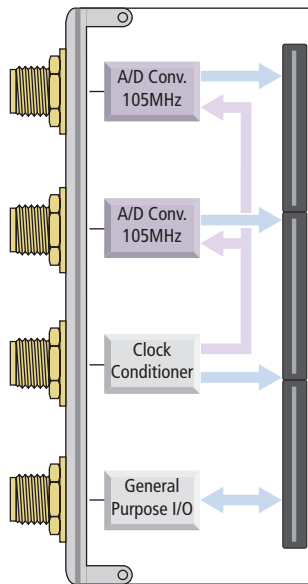 A/D Conv.
105MHz
A/D Conv.
105MHz
Clock
Conditioner
General
Purpose I/O